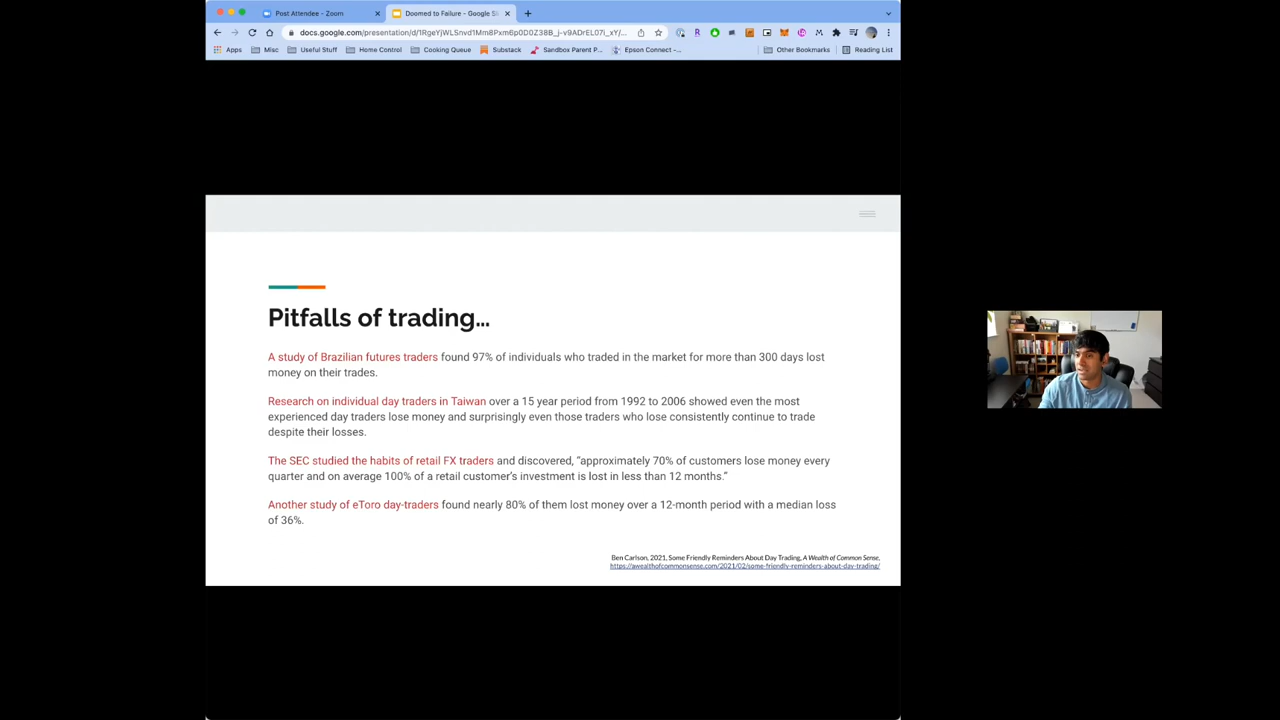 Post Attendee - Zoom
Doomed to Failure - Google Sl
docs.google.com/presentation/d/1RgeYjWLSnvd1Mm8Pxm6p0D0Z38B_j-v9ADrEL07i_xY/...
Apps Misc Useful Stuff Home Control Cooking Queue Substack Sandbox Parent P... Epson Connect -... Other Bookmarks Reading List
Pitfalls of trading...
A study of Brazilian futures traders found 97% of individuals who traded in the market for more than 300 days lost
money on their trades.
Research on individual day traders in Taiwan over a 15 year period from 1992 to 2006 showed even the most
experienced day traders lose money and surprisingly even those traders who lose consistently continue to trade
despite their losses.
The SEC studied the habits of retail FX traders and discovered, “approximately 70% of customers lose money every
quarter and on average 100% of a retail customer’s investment is lost in less than 12 months.”
Another study of eToro day-traders found nearly 80% of them lost money over a 12-month period with a median loss
of 36%.
Ben Carlson, 2021, Some Friendly Reminders About Day Trading, A Wealth of Common Sense,
https://awealthofcommonsense.com/2021/02/some-friendly-reminders-about-day-trading/